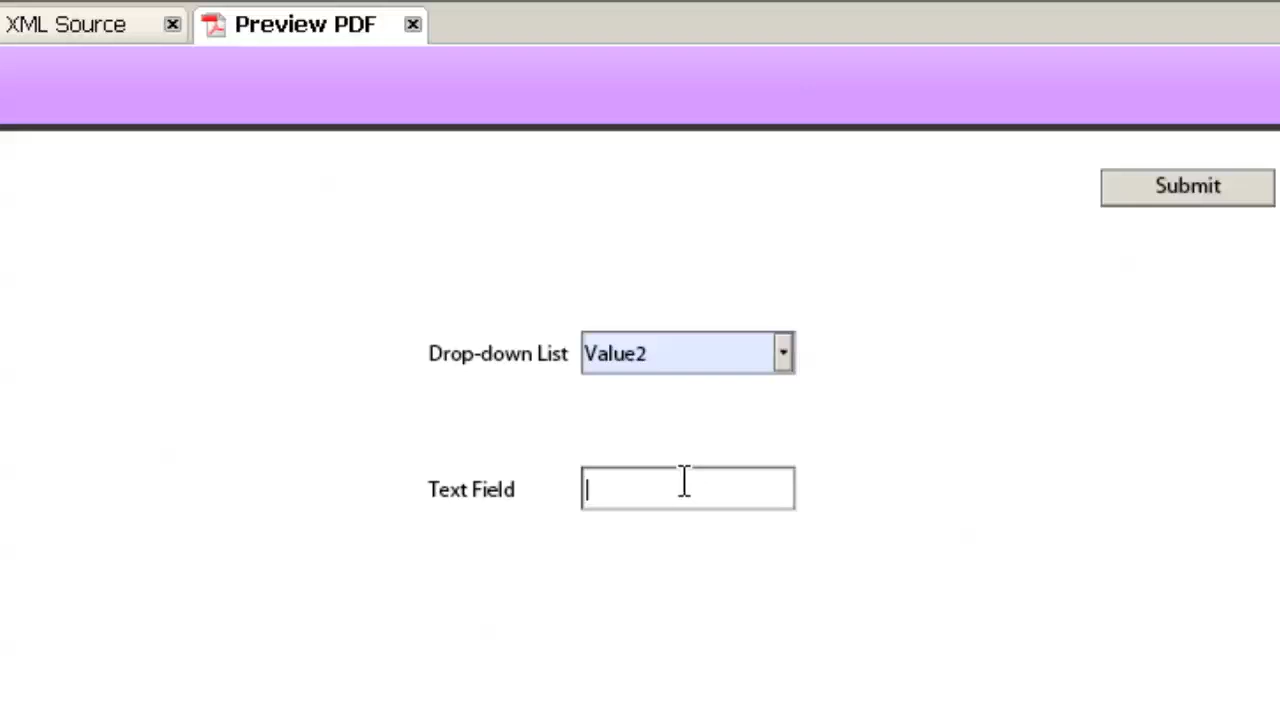 XML Source
Preview PDF
Submit
Drop-down List Value2
Text Field